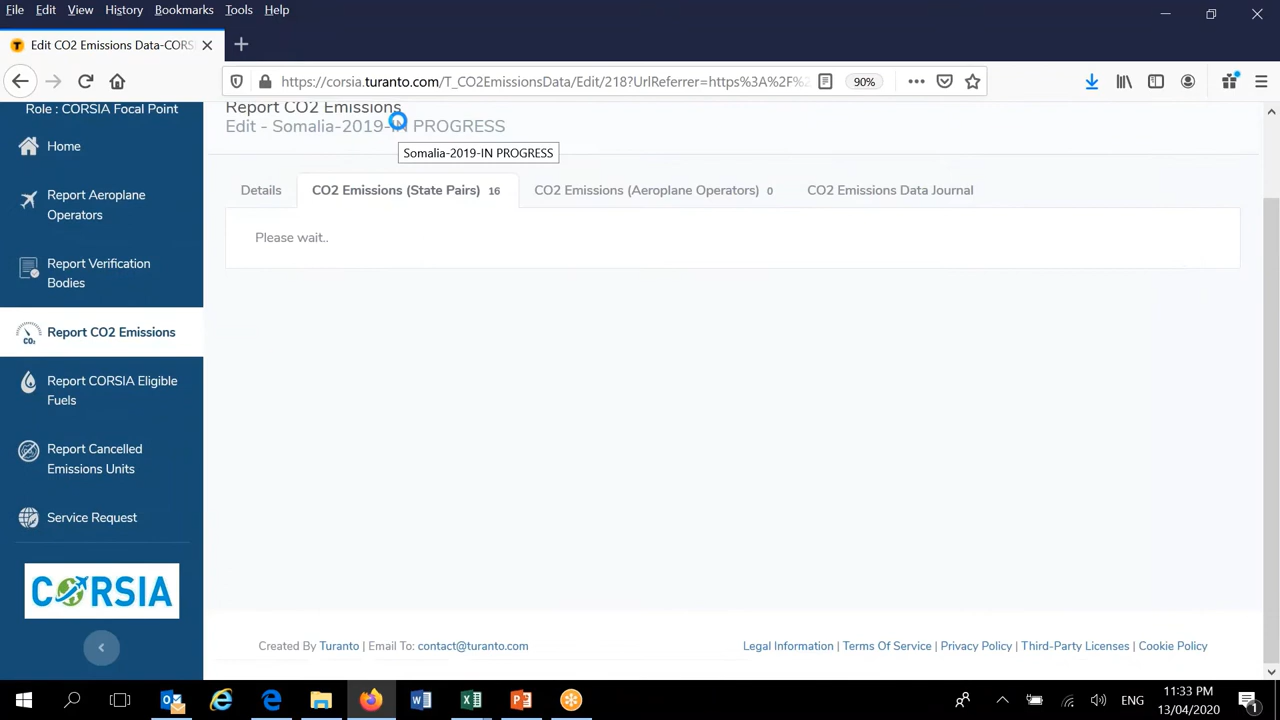 File Edit View History Bookmarks Tools Help
Edit CO2 Emissions Data-CORS
https://corsia.turanto.com/T_CO2EmissionsData/Edit/218?UrlReferrer=https%3A%2F%2
90%
Role : CORSIA Focal Point
Home
Report Aeroplane
Operators
Report Verification
Bodies
CO₂
Report CO2 Emissions
Report CORSIA Eligible
Fuels
Report Cancelled
Emissions Units
Service Request
CORSIA
Report CO2 Emissions
Edit - Somalia-2019-IN PROGRESS
Somalia-2019-IN PROGRESS
Details CO2 Emissions (State Pairs) 16 CO2 Emissions (Aeroplane Operators) 0 CO2 Emissions Data Journal
Please wait..
Created By Turanto | Email To: contact@turanto.com
Legal Information | Terms Of Service | Privacy Policy | Third-Party Licenses | Cookie Policy
ENG
11:33 PM
13/04/2020
1